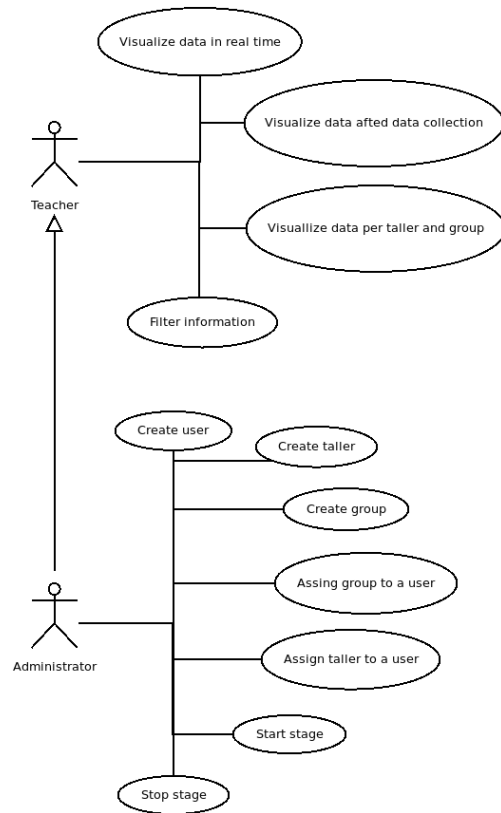 Visualize data in real time
Visualize data afted data collection
Teacher
Visuallize data per taller and group
Filter information
Create user
Create taller
Create group
Assing group to a user
Administrator
Assign taller to a user
Start stage
Stop stage